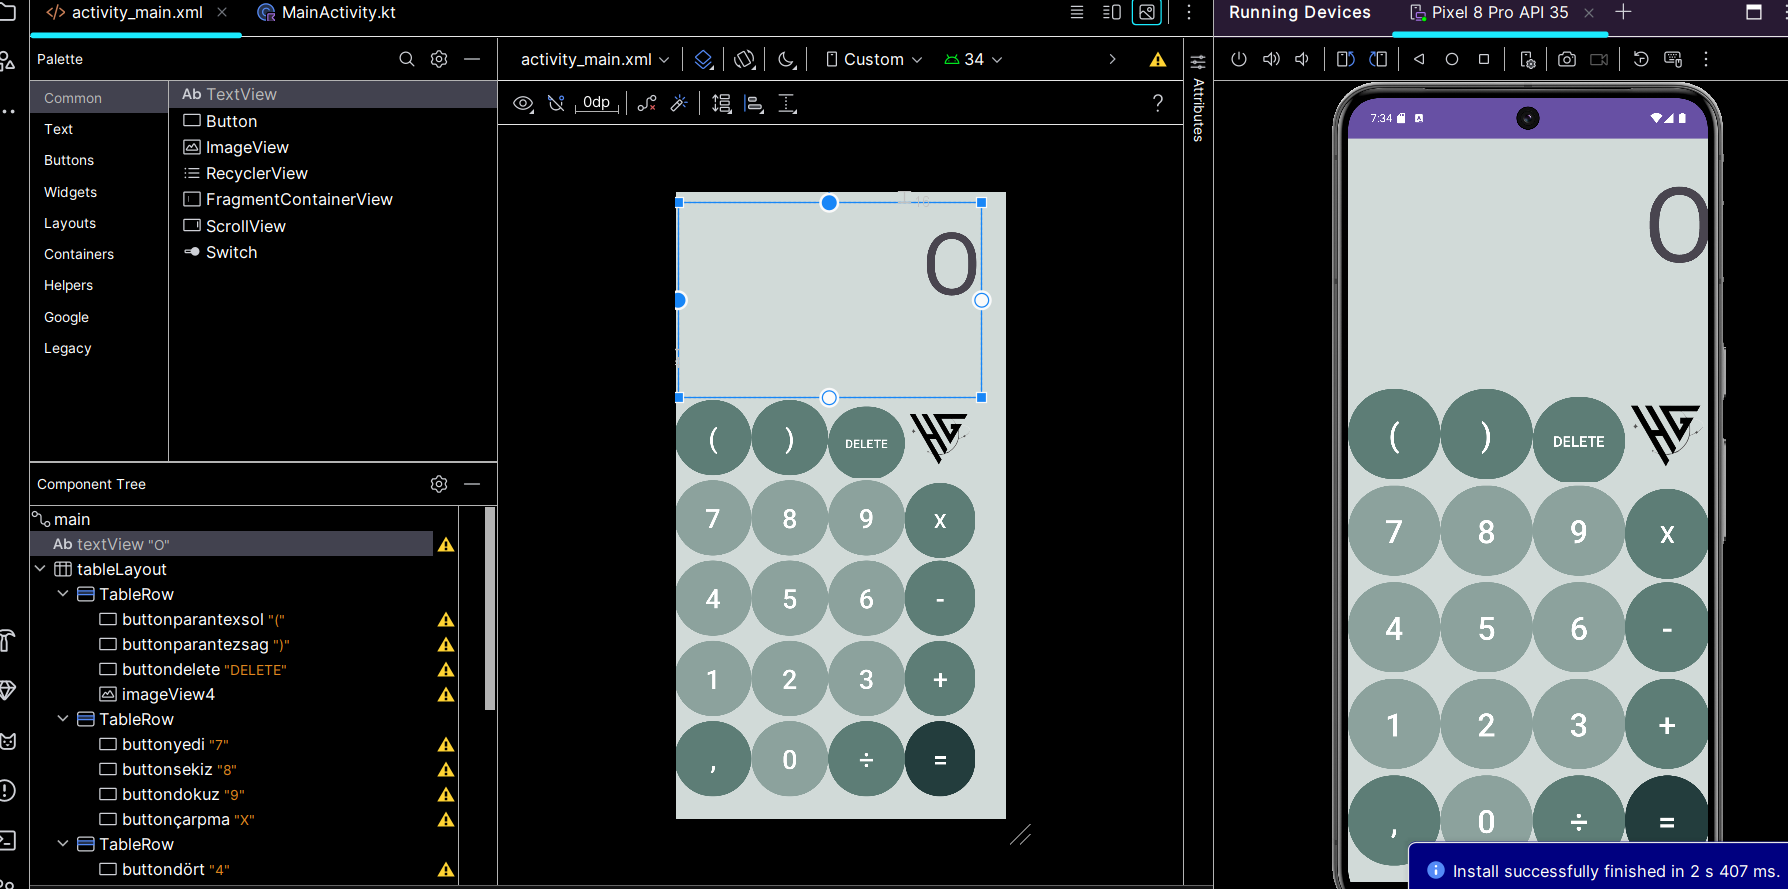 activity_main.xml
MainActivity.kt
Running Devices
Pixel 8 Pro API 35
Palette
activity_main.xml
Custom
34
Common
Text
Buttons
Widgets
Layouts
Containers
Helpers
Google
Legacy
Ab TextView
Button
ImageView
RecyclerView
FragmentContainerView
ScrollView
Switch
0dp
?
Attributes
Component Tree
main
Ab textView "O"
tableLayout
TableRow
buttonparantexsol "("
buttonparantezsag ")"
buttondelete "DELETE"
imageView4
TableRow
buttonyedi "7"
buttonsekiz "8"
buttondokuz "9"
buttonçarpma "X"
TableRow
buttondört "4"
O
( ) DELETE HG
7 8 9 X
4 5 6 -
1 2 3 +
, 0 ÷ =
7:34
O
( ) DELETE HG
7 8 9 X
4 5 6 -
1 2 3 +
, 0 ÷ =
Install successfully finished in 2 s 407 ms.